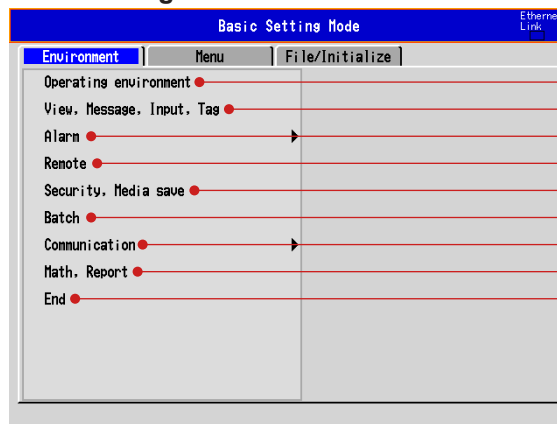 Basic Setting Mode
Link
Environment Menu File/Initialize
Operating environment
View, Message, Input, Tag
Alarm
Remote
Security, Media save
Batch
Communication
Math, Report
End